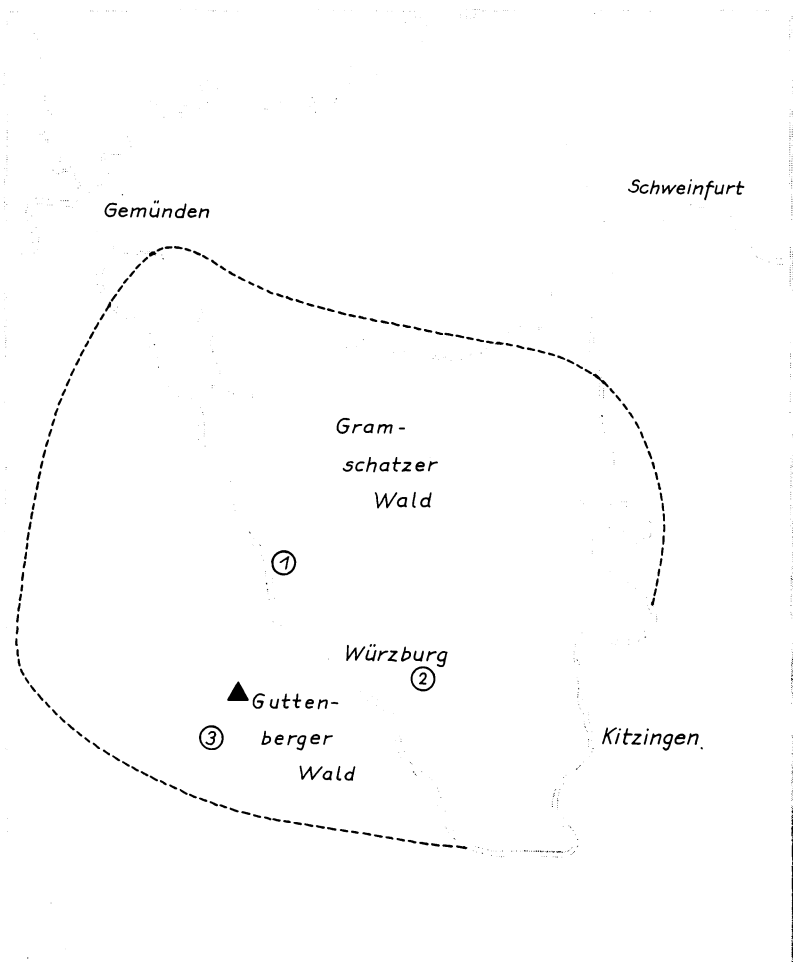 Schweinfurt
Gemünden
Gram-
schatzer
Wald
1
Würzburg
2
Gutten-
berger
Wald
3
Kitzingen